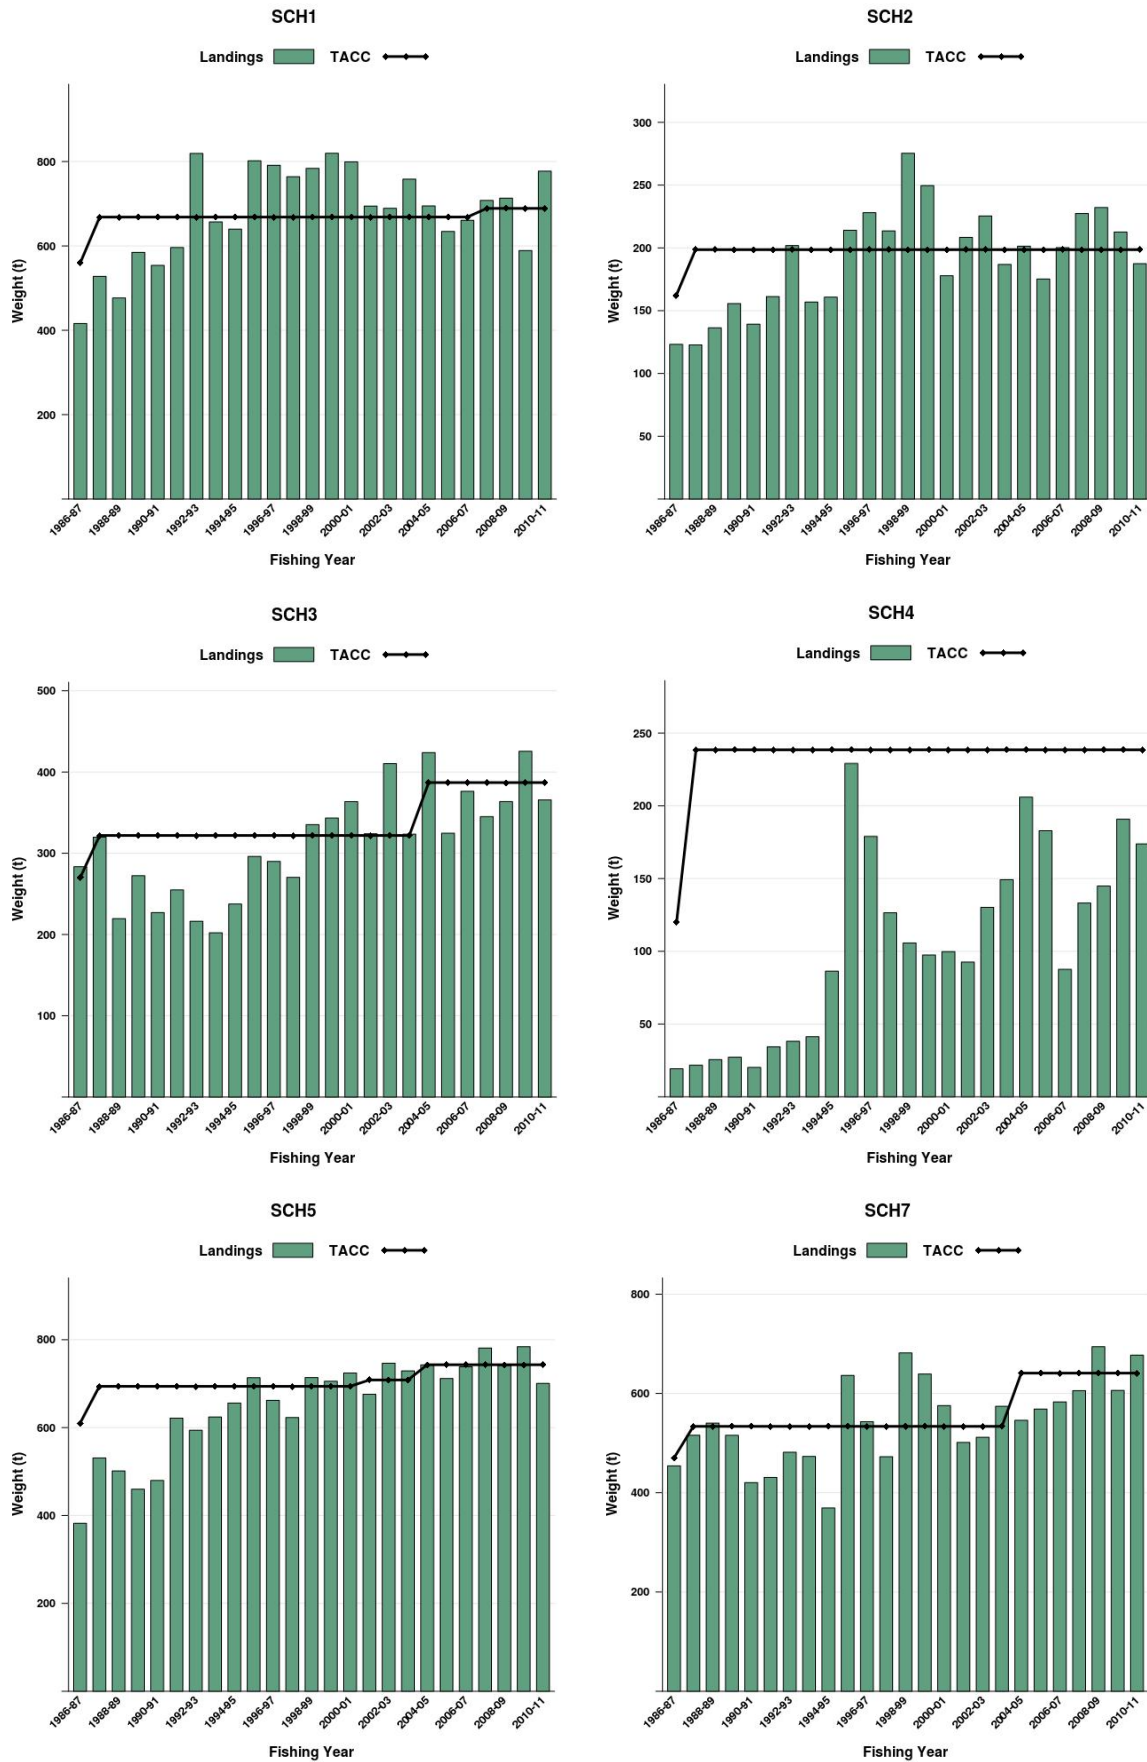 SCH1
Landings TACC
Weight (t)
800
600
400
200
1986-87 1988-89 1990-91 1992-93 1994-95 1996-97 1998-99 2000-01 2002-03 2004-05 2006-07 2008-09 2010-11
Fishing Year
SCH2
Landings TACC
Weight (t)
300
250
200
150
100
50
1986-87 1988-89 1990-91 1992-93 1994-95 1996-97 1998-99 2000-01 2002-03 2004-05 2006-07 2008-09 2010-11
Fishing Year
SCH3
Landings TACC
Weight (t)
500
400
300
200
100
1986-87 1988-89 1990-91 1992-93 1994-95 1996-97 1998-99 2000-01 2002-03 2004-05 2006-07 2008-09 2010-11
Fishing Year
SCH4
Landings TACC
Weight (t)
250
200
150
100
50
1986-87 1988-89 1990-91 1992-93 1994-95 1996-97 1998-99 2000-01 2002-03 2004-05 2006-07 2008-09 2010-11
Fishing Year
SCH5
Landings TACC
Weight (t)
800
600
400
200
1986-87 1988-89 1990-91 1992-93 1994-95 1996-97 1998-99 2000-01 2002-03 2004-05 2006-07 2008-09 2010-11
Fishing Year
SCH7
Landings TACC
Weight (t)
800
600
400
200
1986-87 1988-89 1990-91 1992-93 1994-95 1996-97 1998-99 2000-01 2002-03 2004-05 2006-07 2008-09 2010-11
Fishing Year